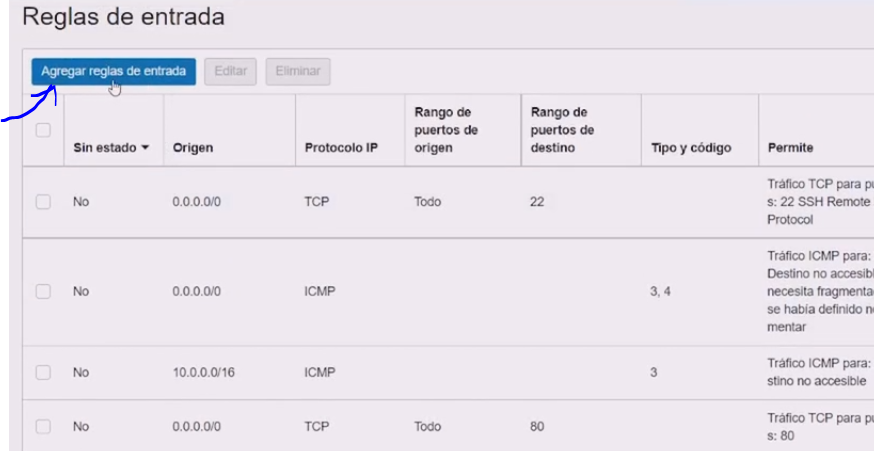 Reglas de entrada
Agregar reglas de entrada Editar Eliminar
Sin estado Origen Protocolo IP Rango de puertos de origen Rango de puertos de destino Tipo y código Permite
No 0.0.0.0/0 TCP Todo 22 Tráfico TCP para
s: 22 SSH Remote
Protocol
No 0.0.0.0/0 ICMP 3, 4 Tráfico ICMP para:
Destino no
necesita
se había definido
mentar
No 10.0.0.0/16 ICMP 3 Tráfico ICMP para:
stino no accesible
No 0.0.0.0/0 TCP Todo 80 Tráfico TCP para
s: 80